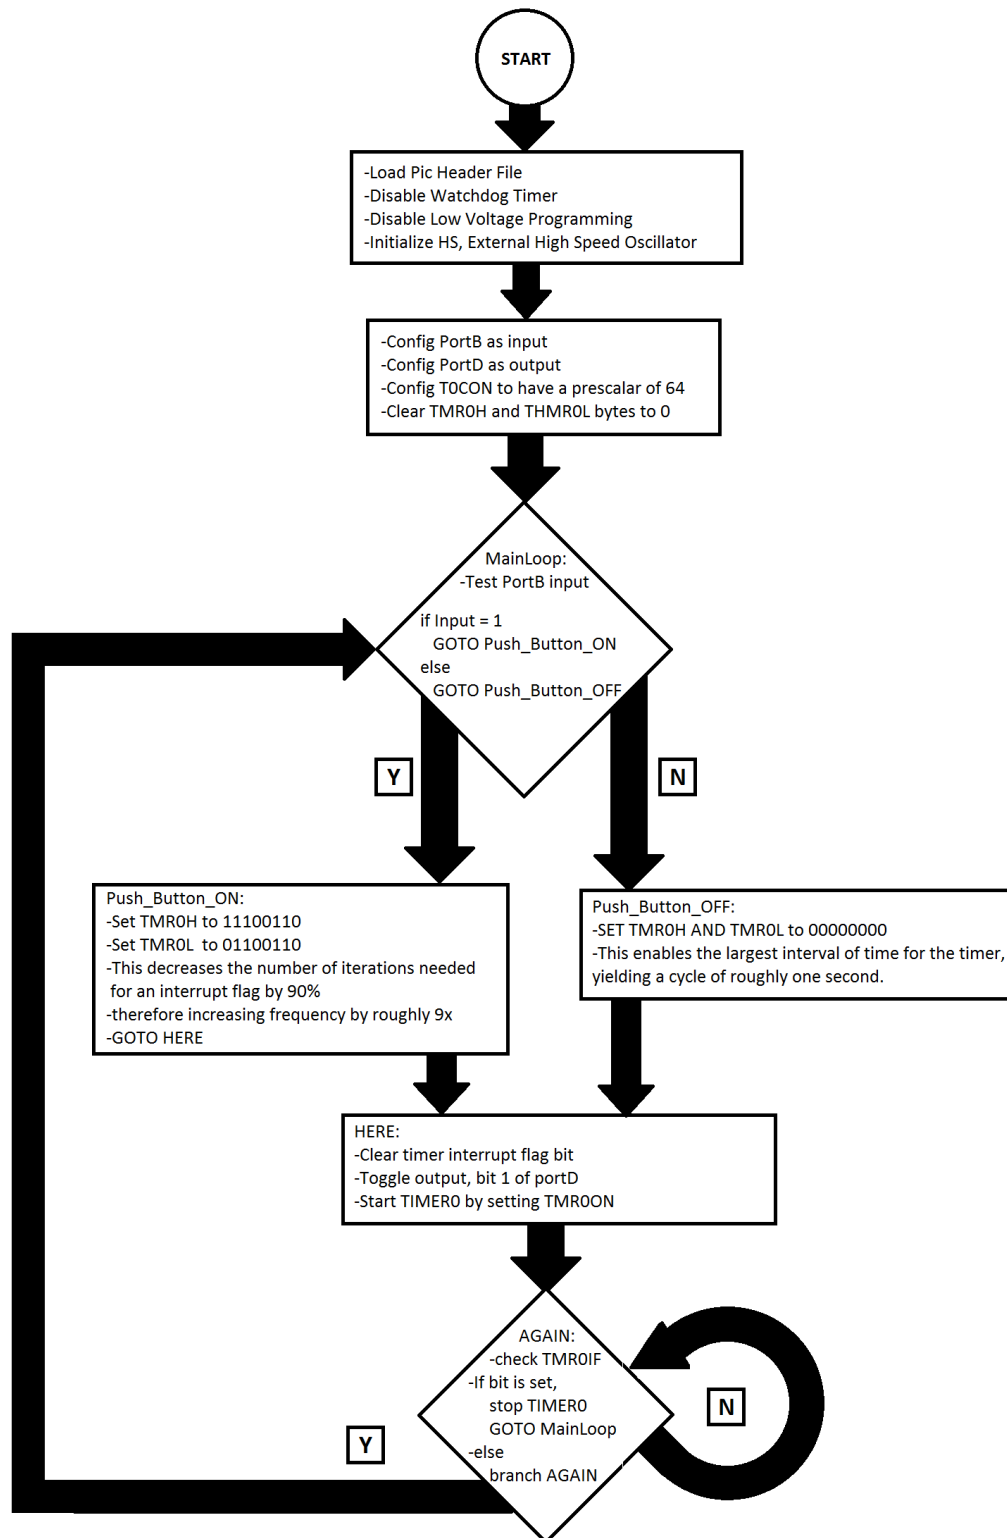 START
-Load Pic Header File
-Disable Watchdog Timer
-Disable Low Voltage Programming
-Initialize HS, External High Speed Oscillator
-Config PortB as input
-Config PortD as output
-Config T0CON to have a prescalar of 64
-Clear TMR0H and THMR0L bytes to 0
MainLoop:
-Test PortB input
if Input = 1
GOTO Push_Button_ON
else
GOTO Push_Button_OFF
Y
N
Push_Button_ON:
-Set TMR0H to 11100110
-Set TMR0L to 01100110
-This decreases the number of iterations needed
for an interrupt flag by 90%
-therefore increasing frequency by roughly 9x
-GOTO HERE
Push_Button_OFF:
-SET TMR0H AND TMR0L to 00000000
-This enables the largest interval of time for the timer,
yielding a cycle of roughly one second.
HERE:
-Clear timer interrupt flag bit
-Toggle output, bit 1 of portD
-Start TIMER0 by setting TMR0ON
AGAIN:
-check TMR0IF
-If bit is set,
stop TIMER0
GOTO MainLoop
-else
branch AGAIN
Y
N